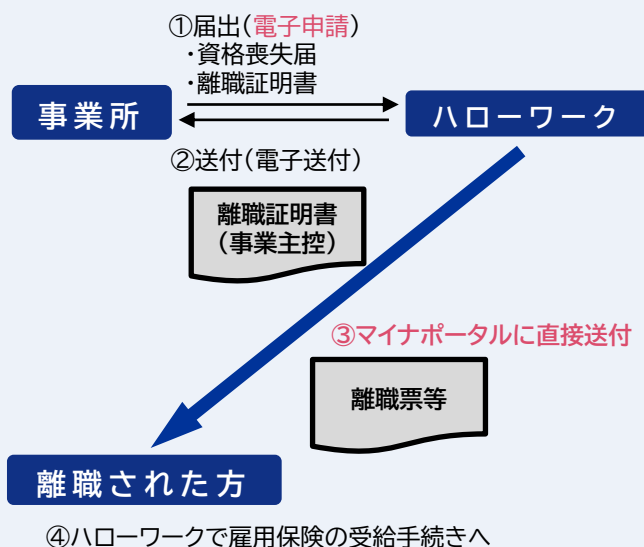 ①届出(電子申請)
・資格喪失届
・離職証明書
事業所
ハローワーク
②送付(電子送付)
離職証明書
(事業主控)
③マイナポータルに直接送付
離職票等
離職された方
④ハローワークで雇用保険の受給手続きへ